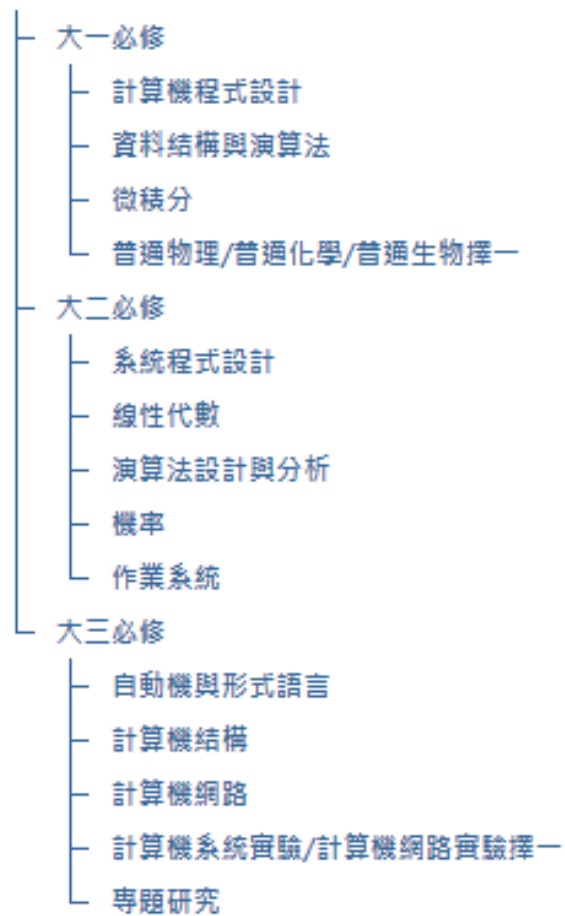 大一必修
計算機程式設計
資料結構與演算法
微積分
普通物理/普通化學/普通生物擇一
大二必修
系統程式設計
線性代數
演算法設計與分析
機率
作業系統
大三必修
自動機與形式語言
計算機結構
計算機網路
計算機系統實驗/計算機網路實驗擇一
專題研究